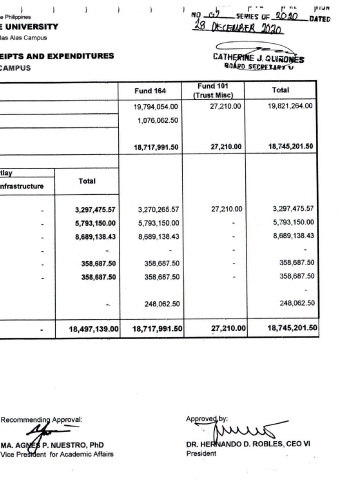 e Philippines
E UNIVERSITY
las Alas Campus
NO SERIES OF 2020 DATED
28 DECEMBER 2020
CATHERINE J. QUIRONES
BOARD SECRETARY V
EIPTS AND EXPENDITURES
CAMPUS
Fund 164 Fund 101 (Trust Misc) Total
19,794,054.00 27,210.00 19,821,264.00
1,076,062.50
18,717,991.50 27,210.00 18,745,201.50
tlay
nfrastructure Total
- 3,297,475.57 3,270,265.57 27,210.00 3,297,475.57
- 5,793,150.00 5,793,150.00 - 5,793,150.00
- 8,689,138.43 8,689,138.43 - 8,689,138.43
- - - -
- 358,687.50 358,687.50 - 358,687.50
- 358,687.50 358,687.50 - 358,687.50
-
- 248,062.50 248,062.50
- 18,497,139.00 18,717,991.50 27,210.00 18,745,201.50
Recommending Approval: Approved by:
MA. AGNES P. NUESTRO, PhD DR. HERNANDO D. ROBLES, CEO VI
Vice President for Academic Affairs President